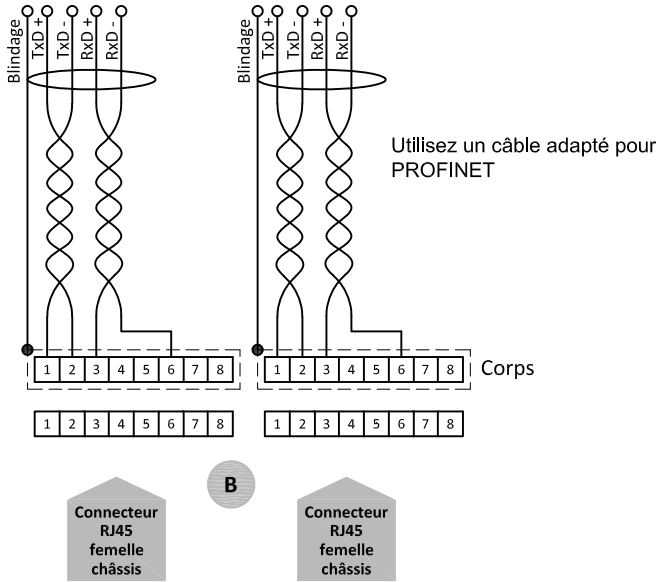 Blindage
TxD +
TxD -
RxD +
RxD -
Blindage
TxD +
TxD -
RxD +
RxD -
Utilisez un câble adapté pour
PROFINET
1 2 3 4 5 6 7 8
1 2 3 4 5 6 7 8
Corps
1 2 3 4 5 6 7 8
1 2 3 4 5 6 7 8
B
Connecteur
RJ45
femelle
châssis
Connecteur
RJ45
femelle
châssis